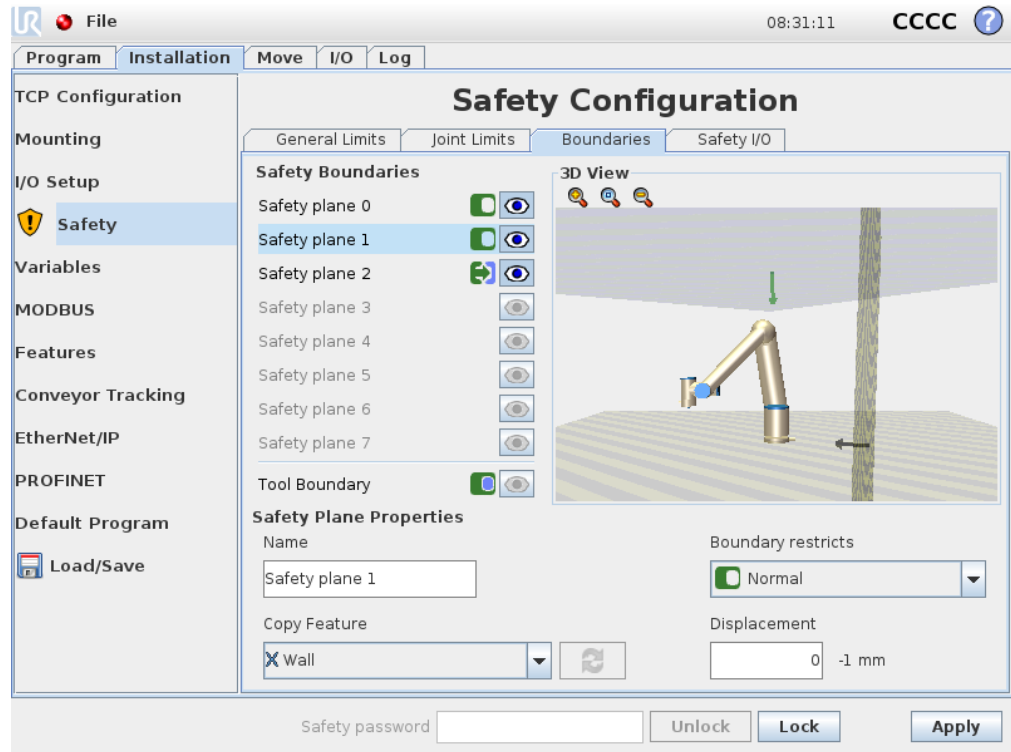 UR File 08:31:11 CCCC ?
Program Installation Move I/O Log
TCP Configuration
Mounting
I/O Setup
Safety
Variables
MODBUS
Features
Conveyor Tracking
EtherNet/IP
PROFINET
Default Program
Load/Save
Safety Configuration
General Limits Joint Limits Boundaries Safety I/O
Safety Boundaries
Safety plane 0
Safety plane 1
Safety plane 2
Safety plane 3
Safety plane 4
Safety plane 5
Safety plane 6
Safety plane 7
Tool Boundary
3D View
Safety Plane Properties
Name
Safety plane 1
Boundary restricts
Normal
Copy Feature
Wall
Displacement
0 -1 mm
Safety password Unlock Lock Apply